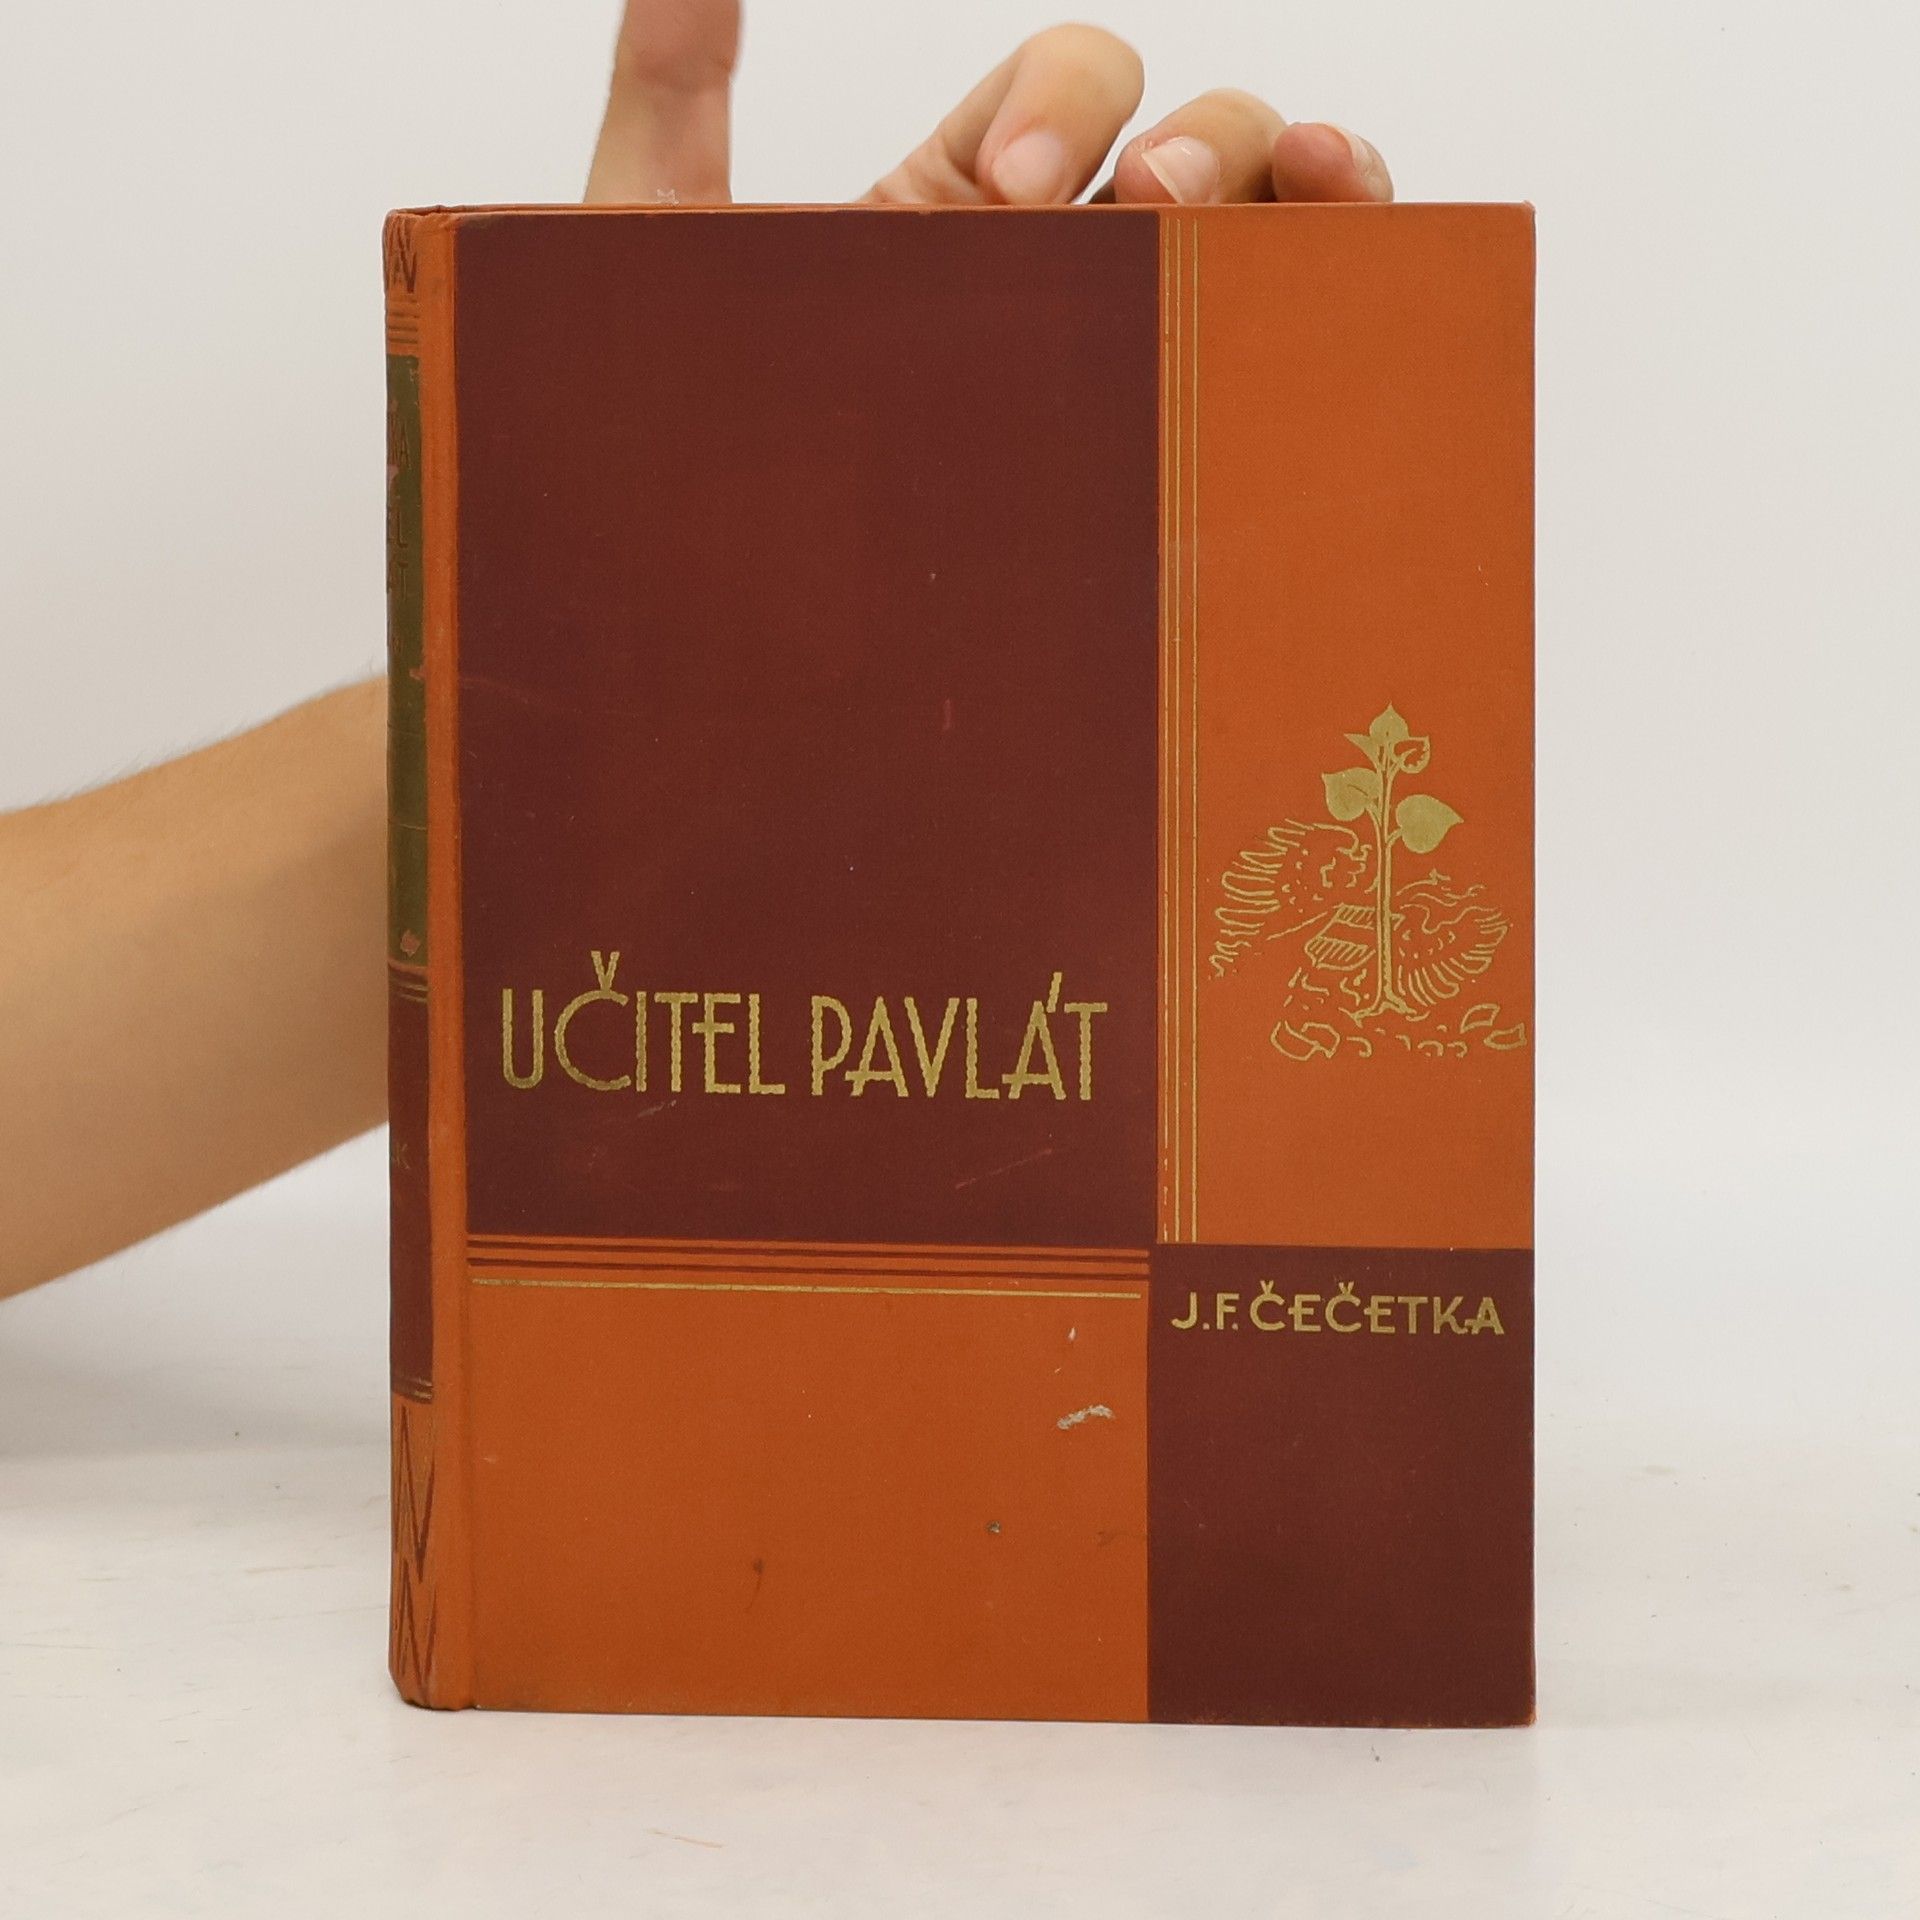 UČITEL PAVLÁT
J.F. ČEČETKA